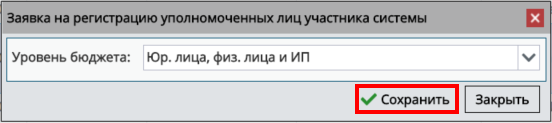 Заявка на регистрацию уполномоченных лиц участника системы
Уровень бюджета: Юр. лица, физ. лица и ИП
Сохранить Закрыть